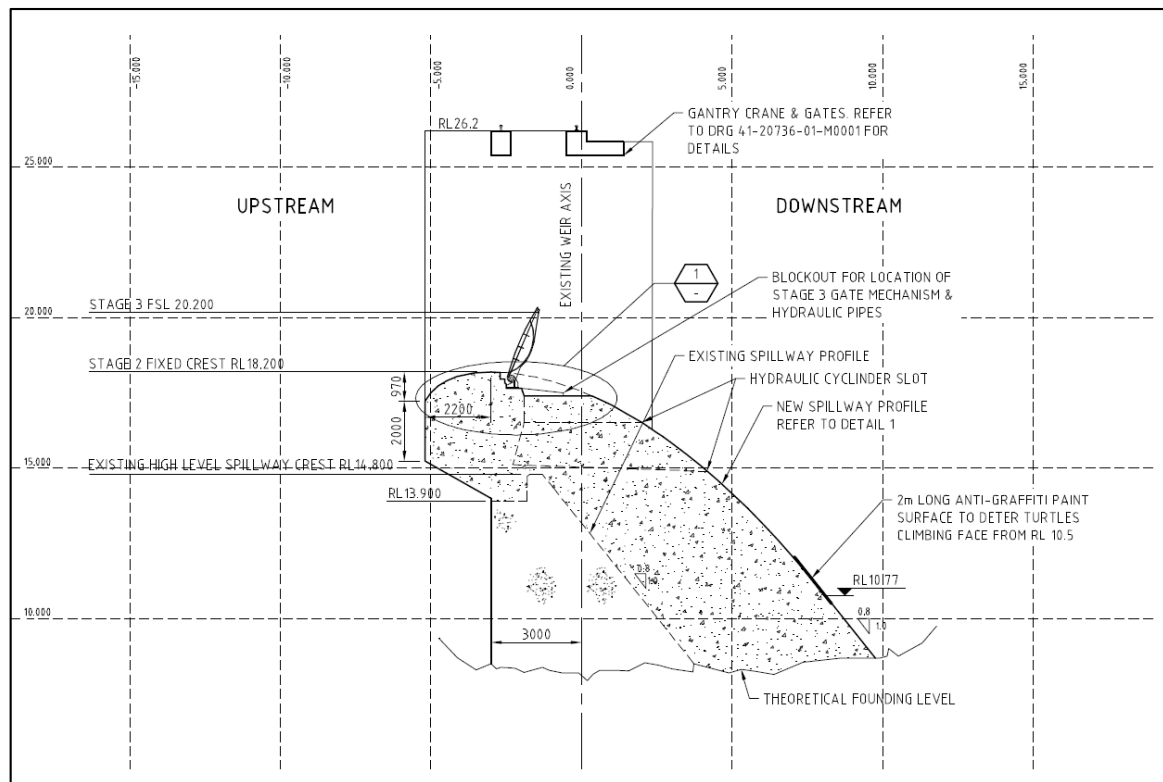 -15.000
-10.000
-5.000
0.000
5.000
10.000
15.000
RL26.2
GANTRY CRANE & GATES. REFER
TO DRG 41-20736-01-M0001 FOR
DETAILS
25.000
UPSTREAM
DOWNSTREAM
EXISTING WEIR AXIS
1
-
BLOCKOUT FOR LOCATION OF
STAGE 3 GATE MECHANISM &
HYDRAULIC PIPES
STAGE 3 FSL 20.200
20.000
EXISTING SPILLWAY PROFILE
STAGE 2 FIXED CREST RL18.200
HYDRAULIC CYCLINDER SLOT
970
2200
NEW SPILLWAY PROFILE
REFER TO DETAIL 1
2000
EXISTING HIGH LEVEL SPILLWAY CREST RL14.800
15.000
RL13.900
2m LONG ANTI-GRAFFITI PAINT
SURFACE TO DETER TURTLES
CLIMBING FACE FROM RL 10.5
0.8
1.0
RL10.77
10.000
0.8
1.0
3000
THEORETICAL FOUNDING LEVEL